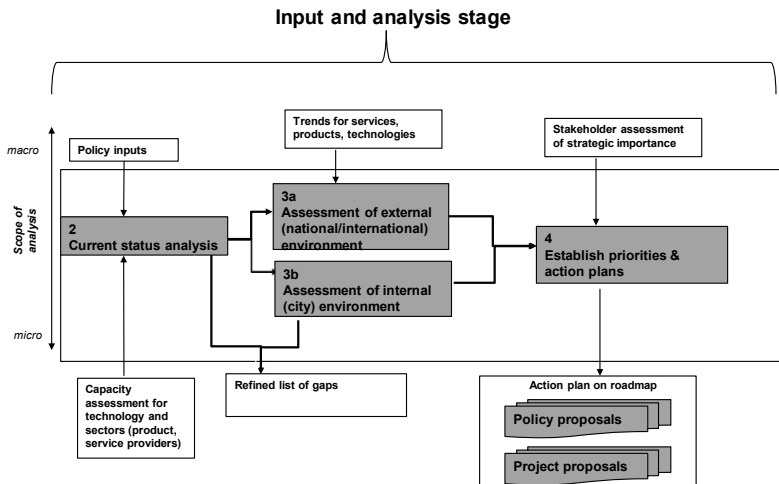 Input and analysis stage
Trends for services,
products, technologies
Stakeholder assessment
of strategic importance
macro
Policy inputs
3a
Assessment of external
(national/international)
environment
2
Current status analysis
4
Establish priorities &
action plans
Scope of
analysis
3b
Assessment of internal
(city) environment
micro
Capacity
assessment for
technology and
sectors (product,
service providers)
Refined list of gaps
Action plan on roadmap
Policy proposals
Project proposals